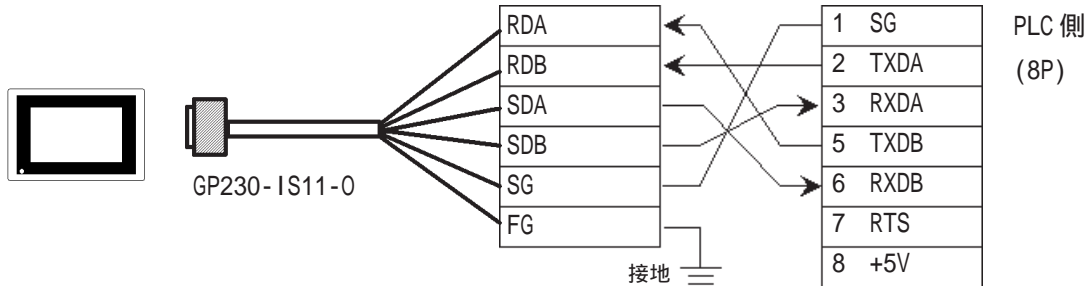 RDA
RDB
SDA
SDB
SG
FG
GP230-IS11-O
接地
1 SG
2 TXDA
3 RXDA
5 TXDB
6 RXDB
7 RTS
8 +5V
PLC 側
(8P)